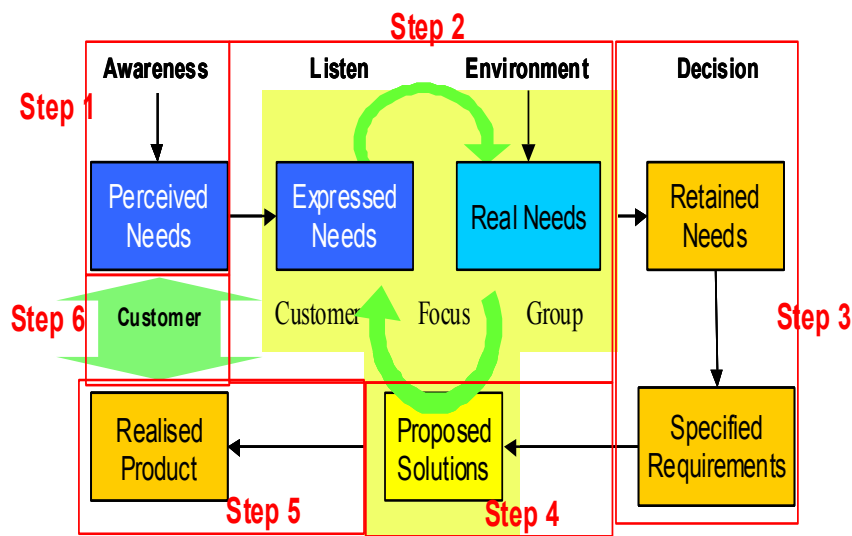 Step 2
Awareness
Listen
Environment
Decision
Step 1
Perceived
Needs
Expressed
Needs
Real Needs
Retained
Needs
Step 6
Customer
Customer Focus Group
Step 3
Realised
Product
Proposed
Solutions
Specified
Requirements
Step 5
Step 4